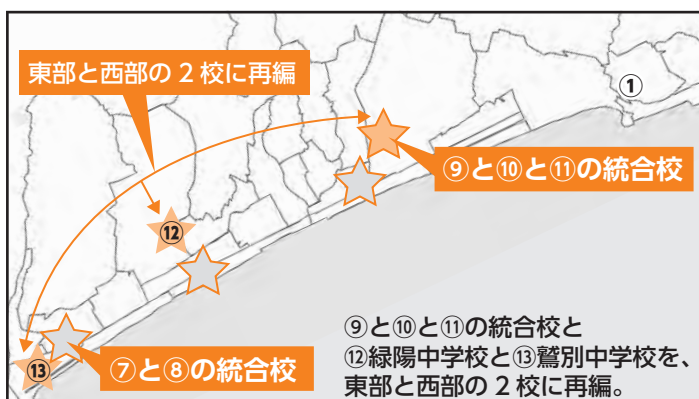 東部と西部の2校に再編
①
⑨と⑩と⑪の統合校
⑫
⑬
⑦と⑧の統合校
⑨と⑩と⑪の統合校と
⑫緑陽中学校と⑬鷲別中学校を、
東部と西部の2校に再編。